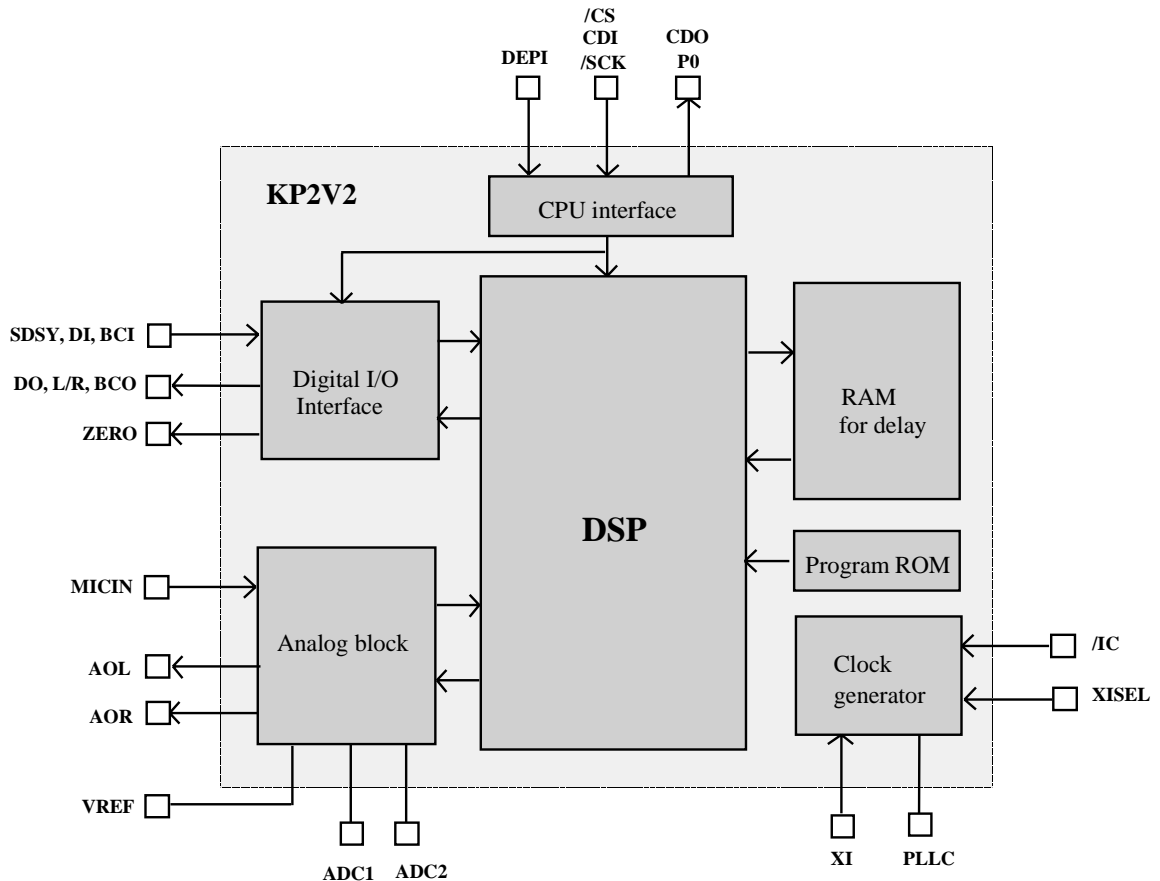 /CS
CDI
/SCK
DEPI
CDO
P0
KP2V2
CPU interface
SDSY, DI, BCI
DO, L/R, BCO
ZERO
Digital I/O
Interface
RAM
for delay
DSP
Program ROM
MICIN
Analog block
AOL
AOR
Clock
generator
/IC
XISEL
VREF
ADC1
ADC2
XI
PLLC